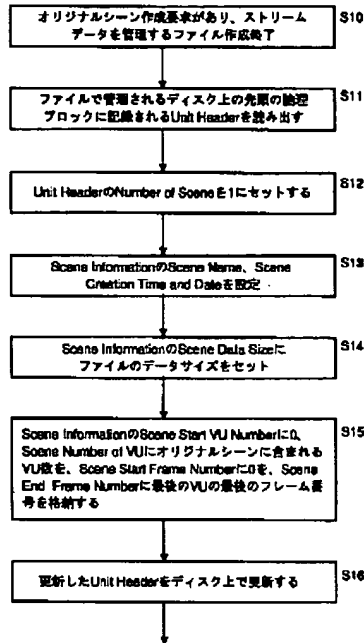 オリジナルシーン作成要求があり、ストリーム
データを管理するファイル作成終了
S10
ファイルで管理されるディスク上の先頭の論理
ブロックに記録されるUnit Headerを読み出す
S11
Unit HeaderのNumber of Sceneを1にセットする
S12
Scene InformationのScene Name、Scene
Creation Time and Dateを設定
S13
Scene InformationのScene Data Sizeに
ファイルのデータサイズをセット
S14
Scene InformationのScene Start VU Numberに0、
Scene Number of VUにオリジナルシーンに含まれる
VU数を、Scene Start Frame Numberに0を、Scene
End Frame Numberに最後のVUの最後のフレーム番
号を格納する
S15
更新したUnit Headerをディスク上で更新する
S16